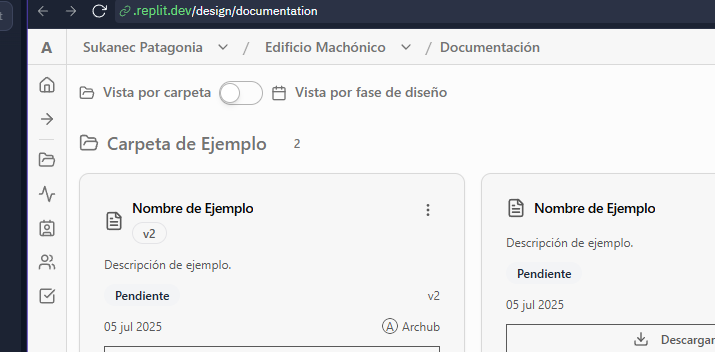 t
.replit.dev/design/documentation
A Sukanec Patagonia / Edificio Machónico / Documentación
Vista por carpeta Vista por fase de diseño
Carpeta de Ejemplo 2
Nombre de Ejemplo
v2
Descripción de ejemplo.
Pendiente v2
05 jul 2025 A Archub
Nombre de Ejemplo
Descripción de ejemplo.
Pendiente
05 jul 2025
Descargar